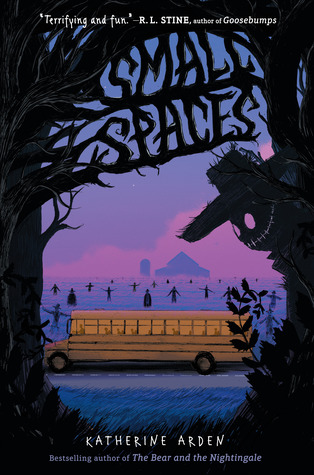 "Terrifying and fun."—R. L. STINE, author of Goosebumps
SMALL
SPACES
KATHERINE ARDEN
Bestselling author of The Bear and the Nightingale